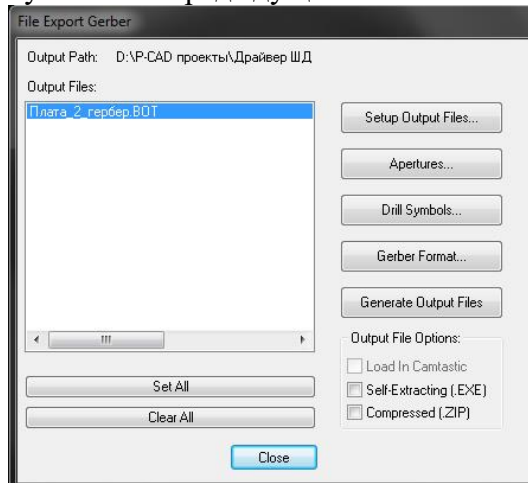 File Export Gerber
Output Path: D:\P-CAD проекты\Драйвер ШД
Output Files:
Плата_2_гербер.BOT
Setup Output Files...
Apertures...
Drill Symbols...
Gerber Format...
Generate Output Files
Output File Options:
Load In Camtastic
Self-Extracting (.EXE)
Compressed (.ZIP)
Set All
Clear All
Close